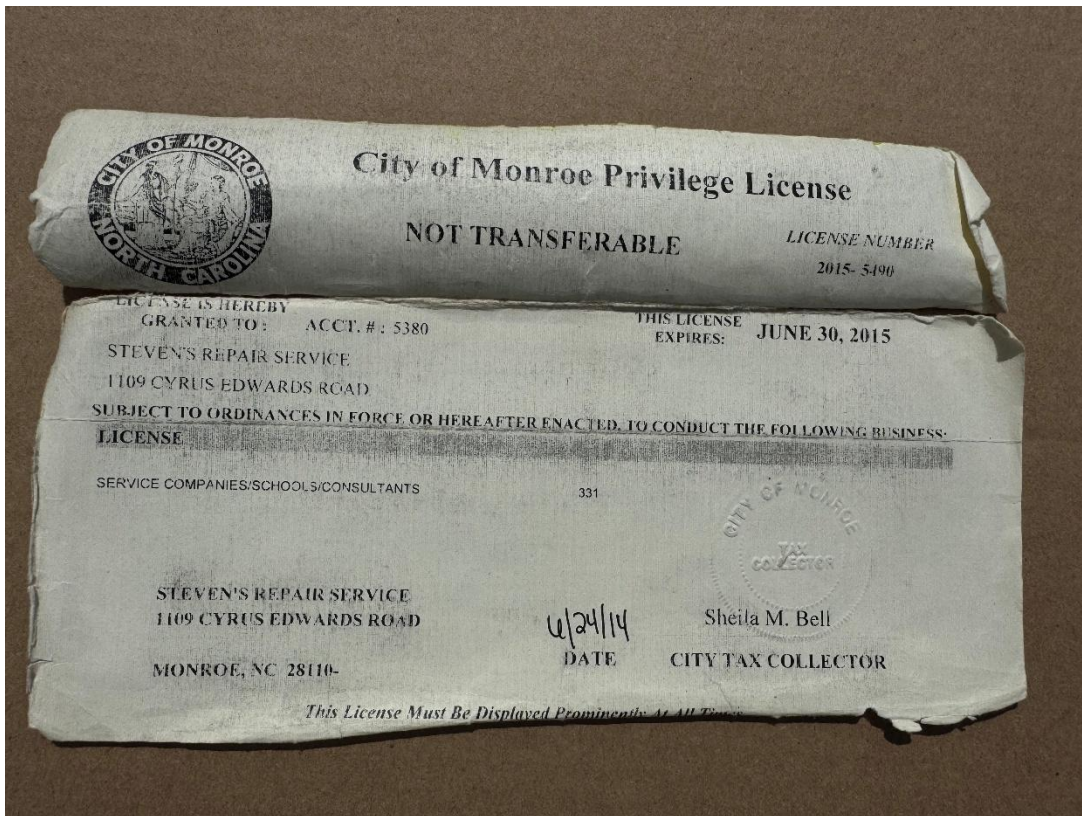 CITY OF MONROE
NORTH CAROLINA
City of Monroe Privilege License
NOT TRANSFERABLE
LICENSE NUMBER
2015- 5490
LICENSE IS HEREBY
GRANTED TO : ACCT. # : 5380
THIS LICENSE
EXPIRES: JUNE 30, 2015
STEVEN'S REPAIR SERVICE
1109 CYRUS EDWARDS ROAD
SUBJECT TO ORDINANCES IN FORCE OR HEREAFTER ENACTED, TO CONDUCT THE FOLLOWING BUSINESS:
LICENSE
SERVICE COMPANIES/SCHOOLS/CONSULTANTS 331
CITY OF MONROE
TAX
COLLECTOR
STEVEN'S REPAIR SERVICE
1109 CYRUS EDWARDS ROAD
MONROE, NC 28110-
6/24/14
DATE
Sheila M. Bell
CITY TAX COLLECTOR
This License Must Be Displayed Prominently At All Times